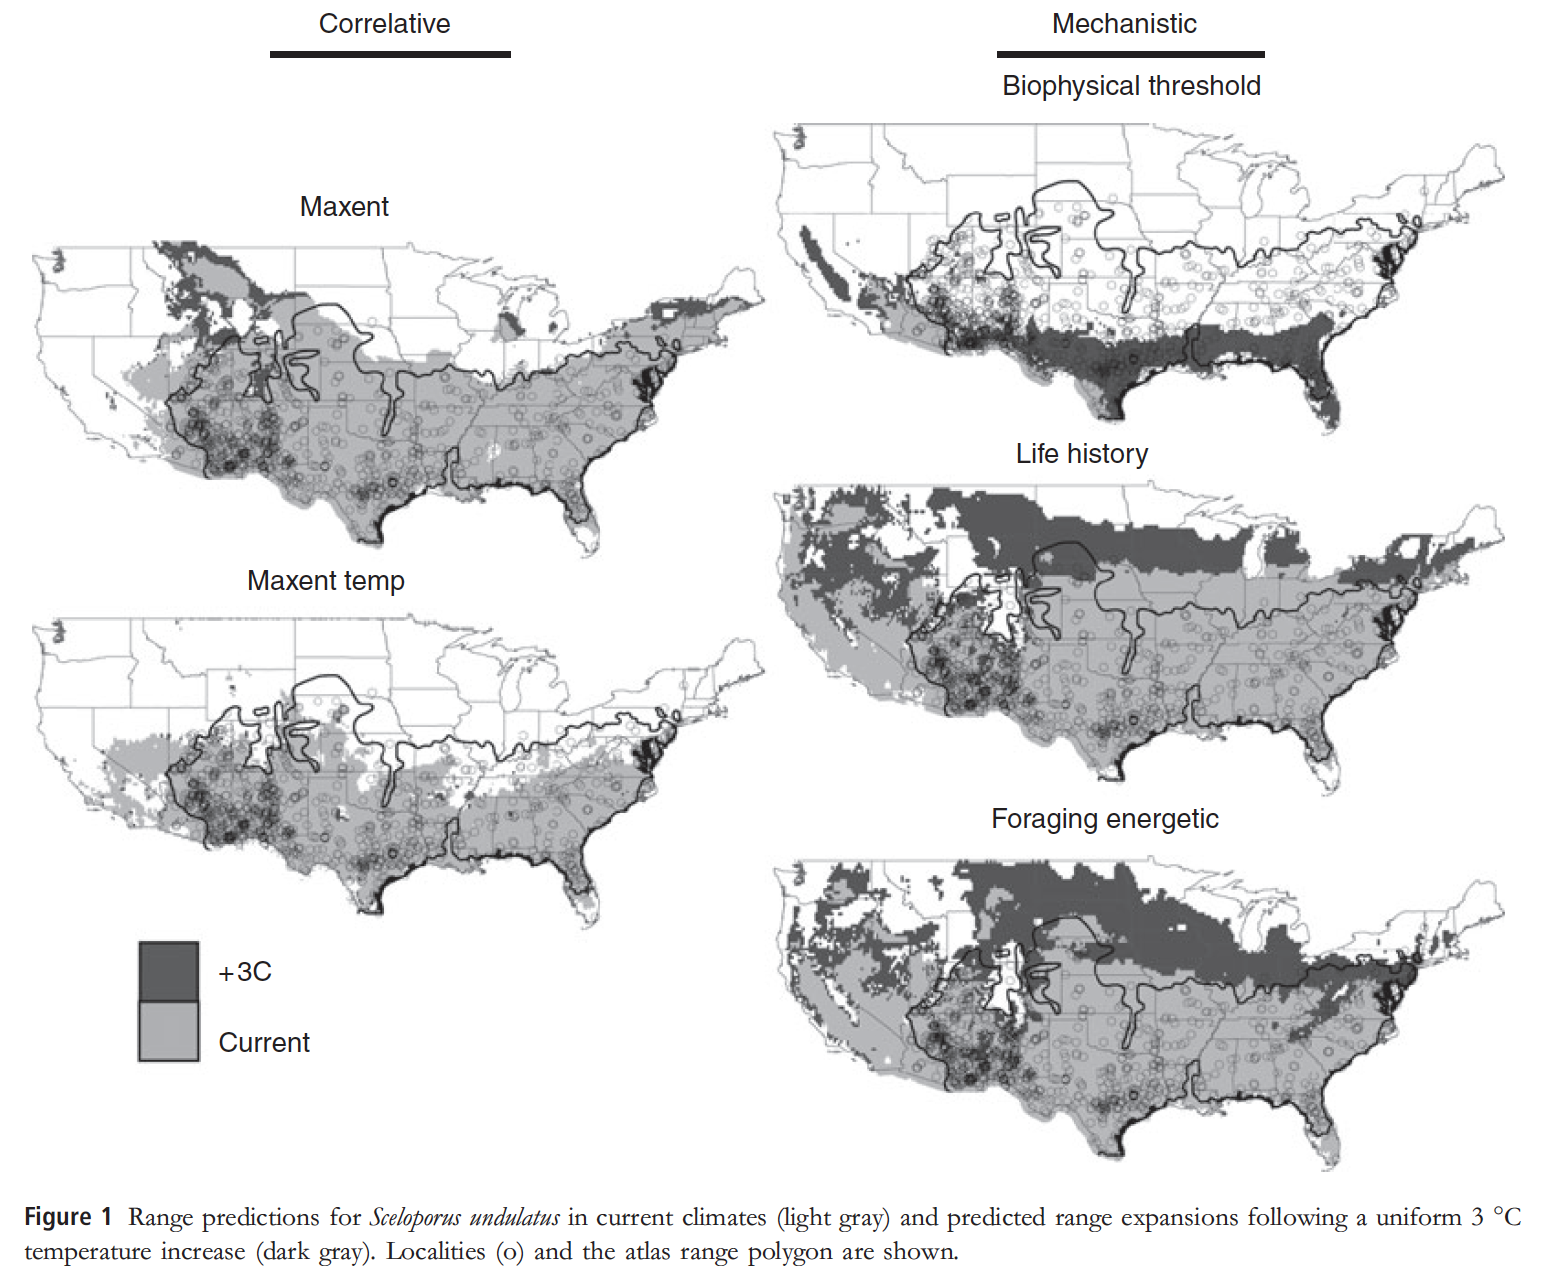 Correlative
Mechanistic
Biophysical threshold
Maxent
Life history
Maxent temp
Foraging energetic
+3C
Current
Figure 1 Range predictions for Sceloporus undulatus in current climates (light gray) and predicted range expansions following a uniform 3 °C
temperature increase (dark gray). Localities (o) and the atlas range polygon are shown.